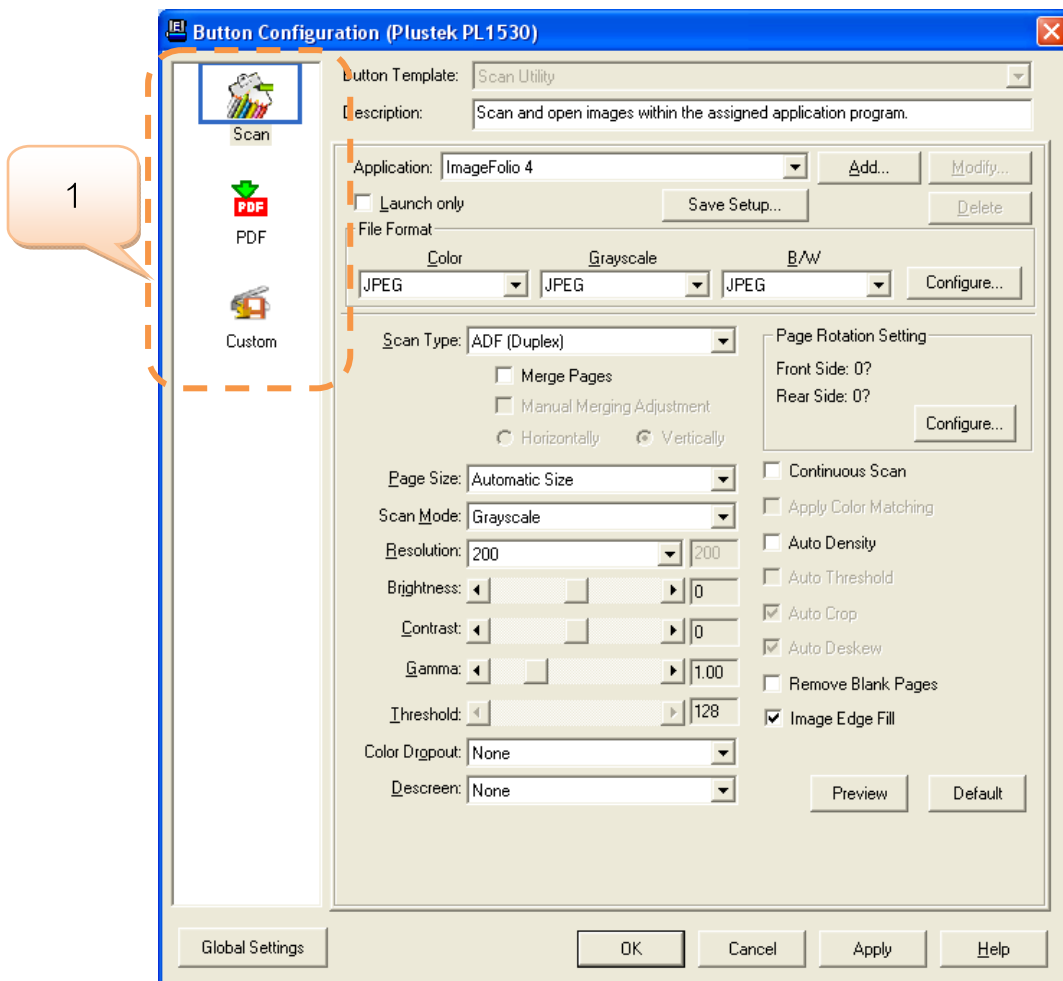 Button Configuration (Plustek PL1530)
1
Scan
PDF
PDF
Custom
Button Template: Scan Utility
Description: Scan and open images within the assigned application program.
Application: ImageFolio 4 Add... Modify...
Launch only Save Setup... Delete
File Format
Color Grayscale B/W
JPEG JPEG JPEG Configure...
Scan Type: ADF (Duplex)
Merge Pages
Manual Merging Adjustment
Horizontally Vertically
Page Rotation Setting
Front Side: 0?
Rear Side: 0?
Configure...
Page Size: Automatic Size
Scan Mode: Grayscale
Resolution: 200 200
Brightness: 0
Contrast: 0
Gamma: 1.00
Threshold: 128
Color Dropout: None
Descreen: None
Continuous Scan
Apply Color Matching
Auto Density
Auto Threshold
Auto Crop
Auto Deskew
Remove Blank Pages
Image Edge Fill
Preview Default
Global Settings OK Cancel Apply Help